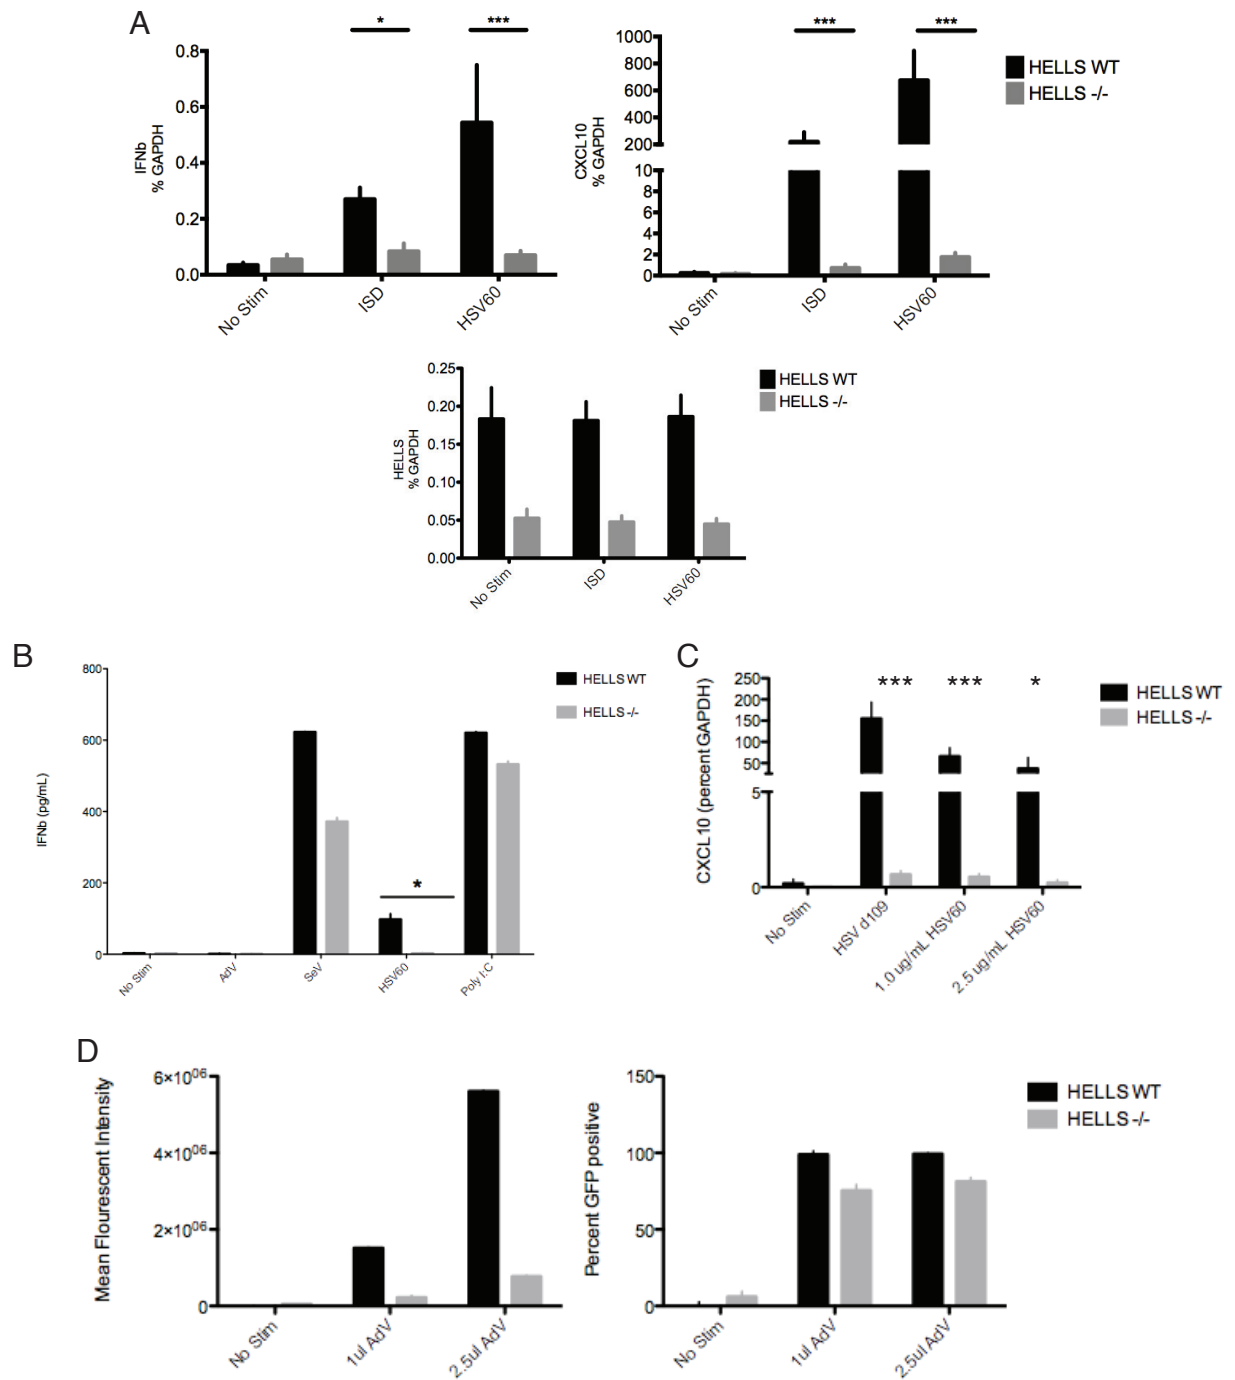 A
* ***
IFNb
% GAPDH
0.8
0.6
0.4
0.2
0.0
No Stim ISD HSV60
*** ***
CXCL10
% GAPDH
1000
800
600
400
200
10
8
6
4
2
0
No Stim ISD HSV60
HELLS WT
HELLS -/-
HELLS
% GAPDH
0.25
0.20
0.15
0.10
0.05
0.00
No Stim ISD HSV60
HELLS WT
HELLS -/-
B
IFNb (pg/mL)
800
600
400
200
0
*
No Stim AdV SeV HSV60 Poly I:C
HELLS WT
HELLS -/-
C
CXCL10 (percent GAPDH)
250
200
150
100
50
5
0
*** *** *
No Stim HSV d109 1.0 ug/mL HSV60 2.5 ug/mL HSV60
HELLS WT
HELLS -/-
D
Mean Flourescent Intensity
6×10⁰⁶
4×10⁰⁶
2×10⁰⁶
0
No Stim 1ul AdV 2.5ul AdV
Percent GFP positive
150
100
50
0
No Stim 1ul AdV 2.5ul AdV
HELLS WT
HELLS -/-